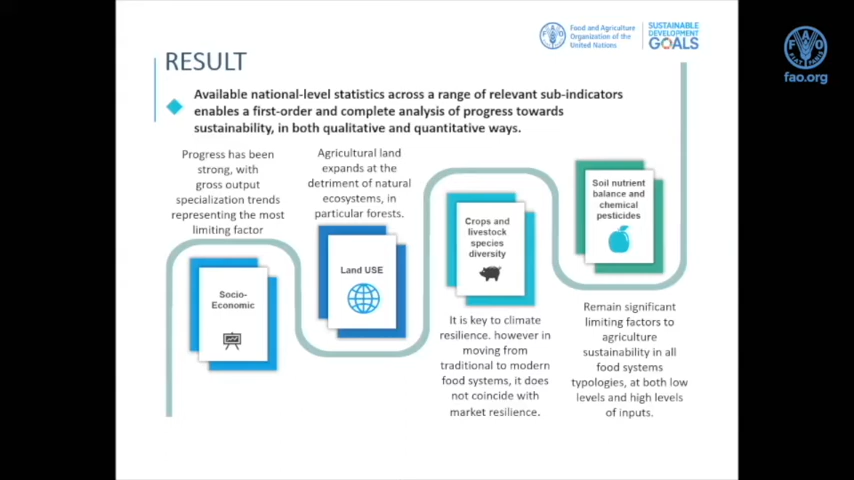 Food and Agriculture
Organization of the
United Nations
SUSTAINABLE
DEVELOPMENT
GOALS
FAO
FIAT PANIS
fao.org
RESULT
Available national-level statistics across a range of relevant sub-indicators
enables a first-order and complete analysis of progress towards
sustainability, in both qualitative and quantitative ways.
Progress has been
strong, with
gross output
specialization trends
representing the most
limiting factor
Socio-
Economic
Agricultural land
expands at the
detriment of natural
ecosystems, in
particular forests.
Land USE
Crops and
livestock
species
diversity
It is key to climate
resilience. however in
moving from
traditional to modern
food systems, it does
not coincide with
market resilience.
Soil nutrient
balance and
chemical
pesticides
Remain significant
limiting factors to
agriculture
sustainability in all
food systems
typologies, at both low
levels and high levels
of inputs.